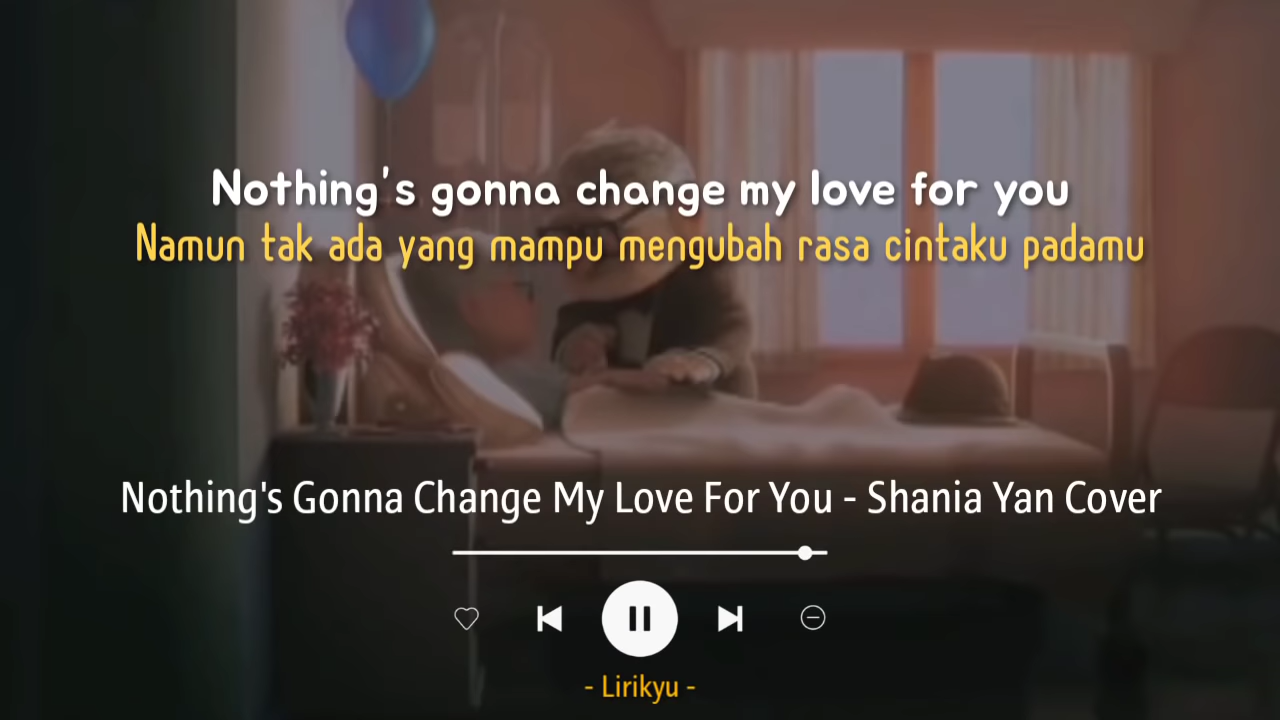 Nothing's gonna change my love for you
Namun tak ada yang mampu mengubah rasa cintaku padamu
Nothing's Gonna Change My Love For You - Shania Yan Cover
- Lirikyu -